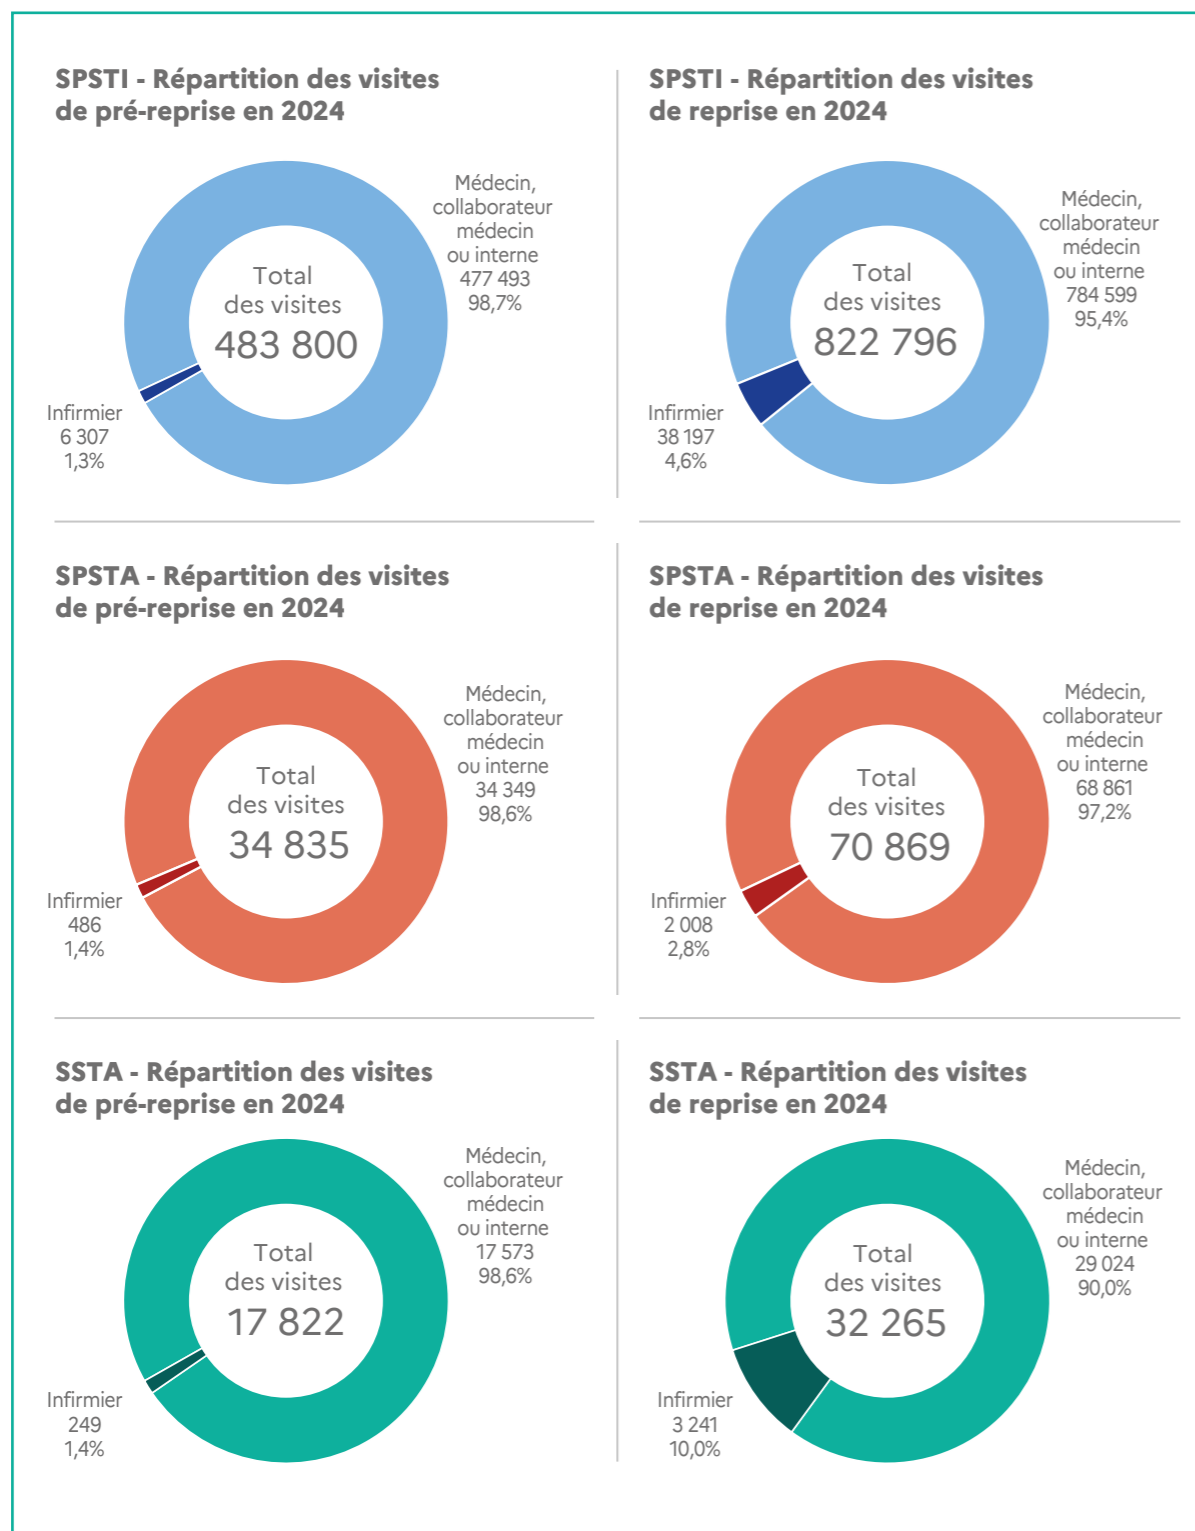 SPSTI - Répartition des visites
de pré-reprise en 2024
Médecin,
collaborateur
médecin
ou interne
477 493
98,7%
Total
des visites
483 800
Infirmier
6 307
1,3%
SPSTI - Répartition des visites
de reprise en 2024
Médecin,
collaborateur
médecin
ou interne
784 599
95,4%
Total
des visites
822 796
Infirmier
38 197
4,6%
SPSTA - Répartition des visites
de pré-reprise en 2024
Médecin,
collaborateur
médecin
ou interne
34 349
98,6%
Total
des visites
34 835
Infirmier
486
1,4%
SPSTA - Répartition des visites
de reprise en 2024
Médecin,
collaborateur
médecin
ou interne
68 861
97,2%
Total
des visites
70 869
Infirmier
2 008
2,8%
SSTA - Répartition des visites
de pré-reprise en 2024
Médecin,
collaborateur
médecin
ou interne
17 573
98,6%
Total
des visites
17 822
Infirmier
249
1,4%
SSTA - Répartition des visites
de reprise en 2024
Médecin,
collaborateur
médecin
ou interne
29 024
90,0%
Total
des visites
32 265
Infirmier
3 241
10,0%